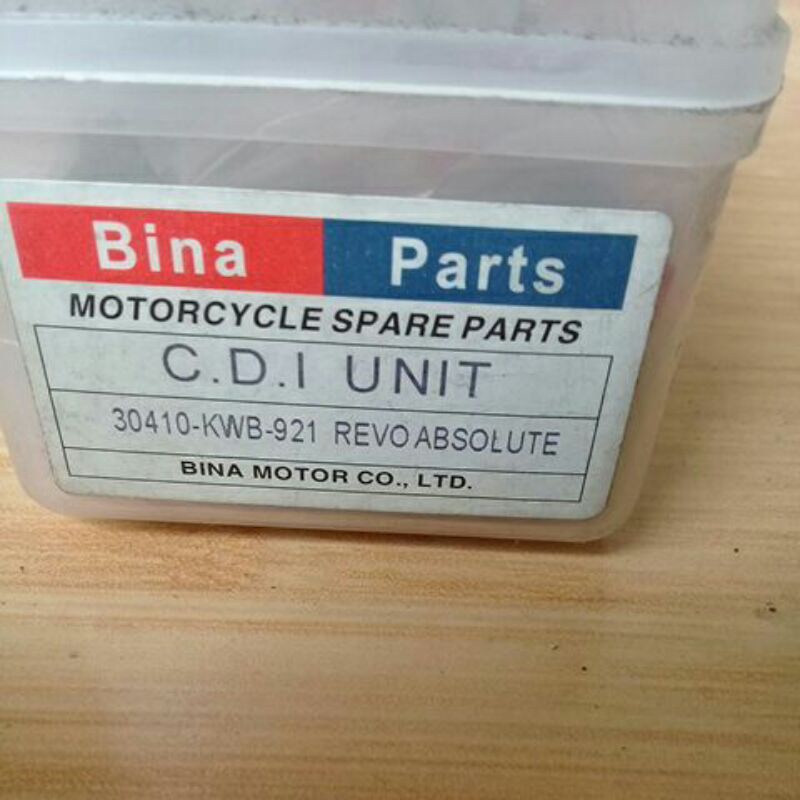 Bina Parts
MOTORCYCLE SPARE PARTS
C.D.I UNIT
30410-KWB-921 REVO ABSOLUTE
BINA MOTOR CO., LTD.